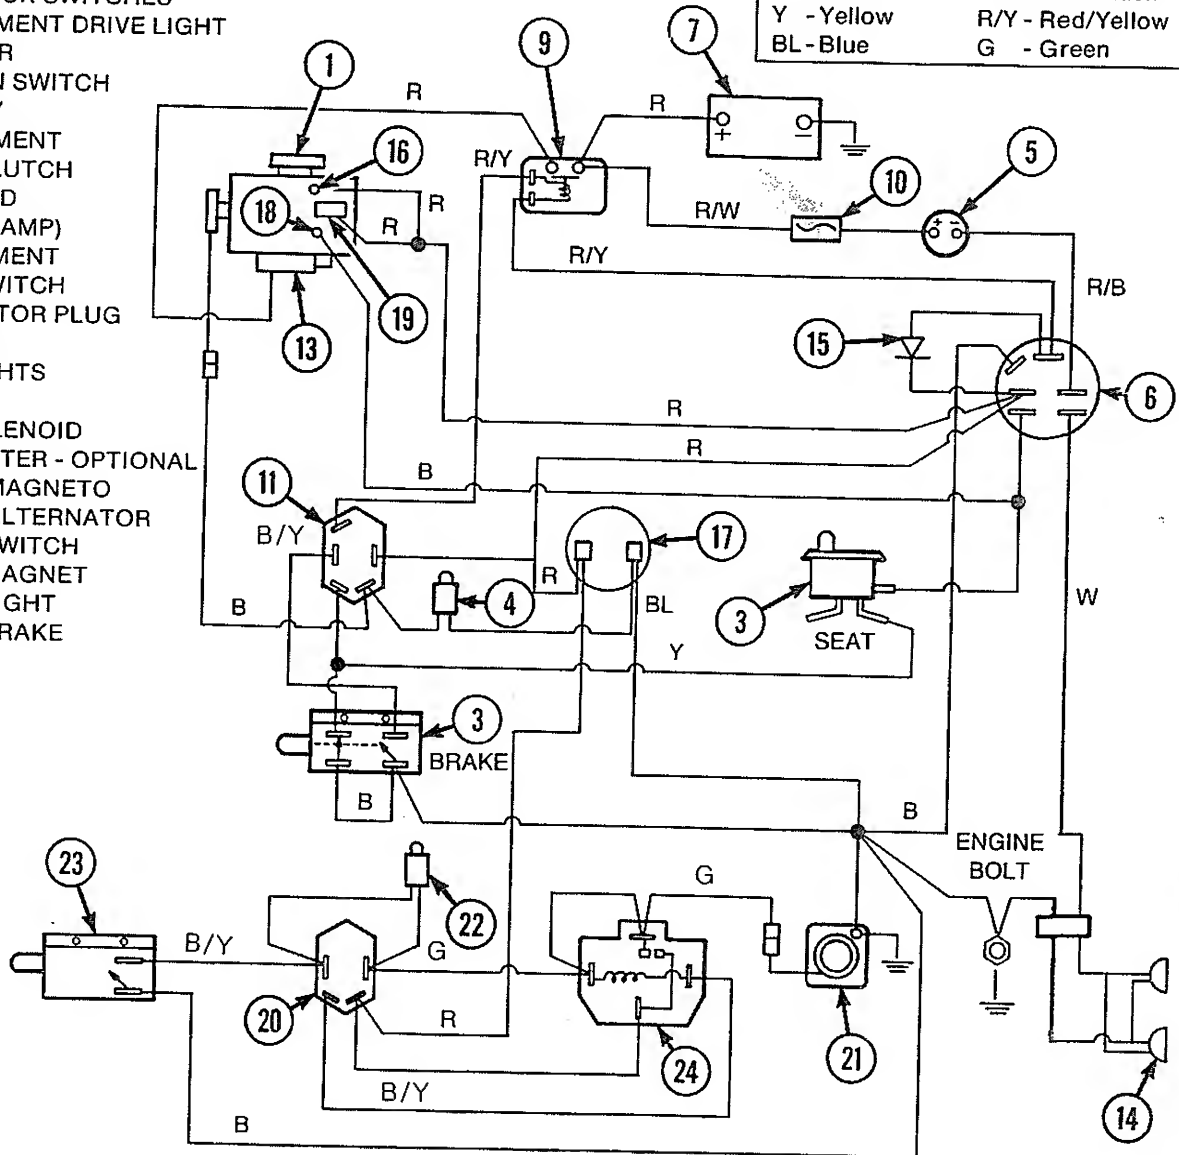 MENT DRIVE LIGHT
R
N SWITCH
MENT
LUTCH
D
AMP)
MENT
WITCH
TOR PLUG
HTS
LENOID
TER - OPTIONAL
MAGNETO
LTERNATOR
WITCH
AGNET
GHT
RAKE
Y - Yellow R/Y - Red/Yellow
BL - Blue G - Green
7
9
1
R
R
16
R/Y
5
10
18
R
R
R/W
R/Y
R/B
19
13
15
6
R
R
B
11
B/Y
17
R
4
BL
3
SEAT
W
B
Y
3
BRAKE
B
B
ENGINE
BOLT
23
22
G
B/Y
G
20
R
24
21
B/Y
14
B